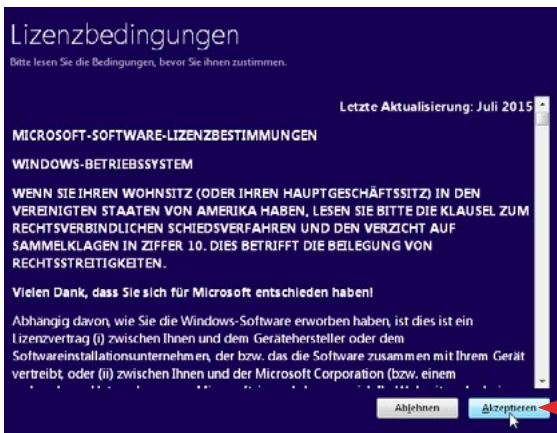 Lizenzbedingungen
Bitte lesen Sie die Bedingungen, bevor Sie ihnen zustimmen.
Letzte Aktualisierung: Juli 2015
MICROSOFT-SOFTWARE-LIZENZBESTIMMUNGEN
WINDOWS-BETRIEBSSYSTEM
WENN SIE IHREN WOHNSITZ (ODER IHREN HAUPTGESCHÄFTSSITZ) IN DEN
VEREINIGTEN STAATEN VON AMERIKA HABEN, LESEN SIE BITTE DIE KLAUSEL ZUM
RECHTSVERBINDLICHEN SCHIEDSVERFAHREN UND DEN VERZICHT AUF
SAMMELKLAGEN IN ZIFFER 10. DIES BETRIFFT DIE BEILEGUNG VON
RECHTSSTREITIGKEITEN.
Vielen Dank, dass Sie sich für Microsoft entschieden haben!
Abhängig davon, wie Sie die Windows-Software erworben haben, ist dies ist ein
Lizenzvertrag (i) zwischen Ihnen und dem Gerätehersteller oder dem
Softwareinstallationsunternehmen, der bzw. das die Software zusammen mit Ihrem Gerät
vertreibt, oder (ii) zwischen Ihnen und der Microsoft Corporation (bzw. einem
Ablehnen
Akzeptieren